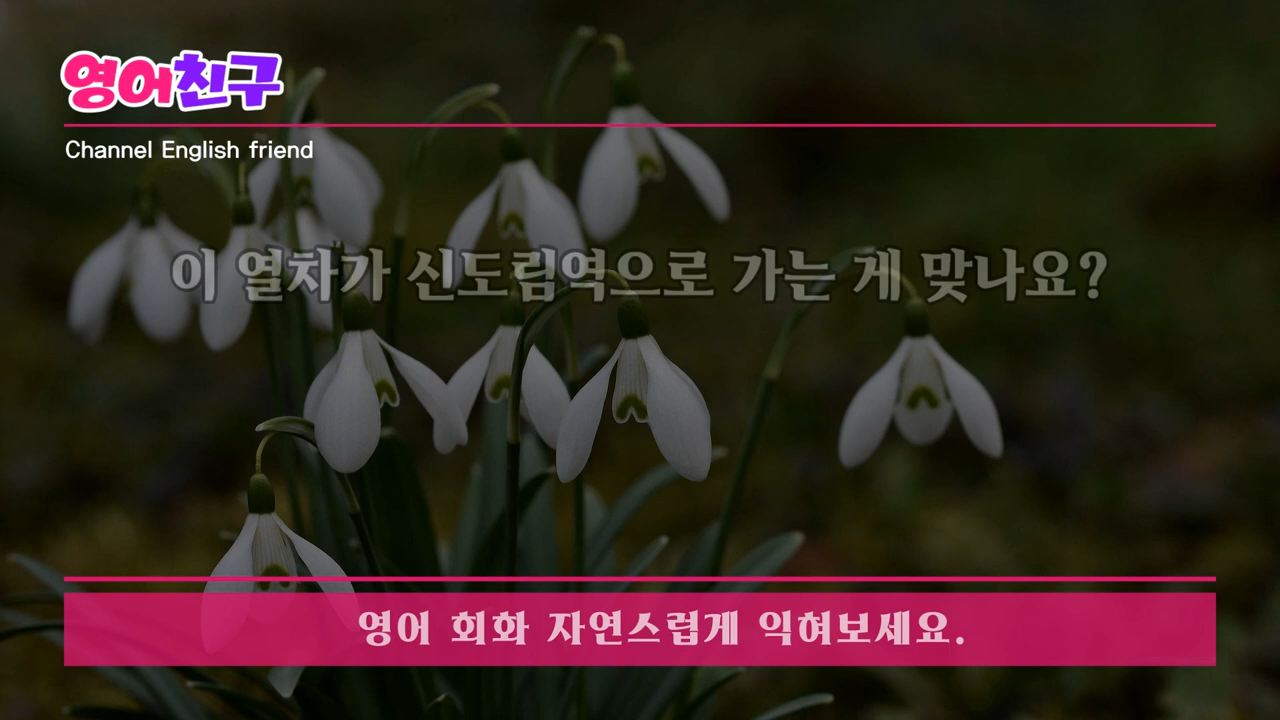 영어친구
Channel English friend
이 열차가 신도림역으로 가는 게 맞나요?
영어 회화 자연스럽게 익혀보세요.